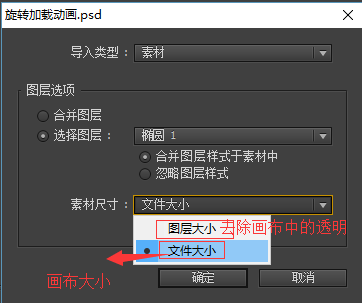 旋转加载动画.psd
导入类型： 素材
图层选项
合并图层
选择图层： 椭圆 1
合并图层样式于素材中
忽略图层样式
素材尺寸： 文件大小
图层大小 去除画布中的透明
文件大小
画布大小 确定 取消